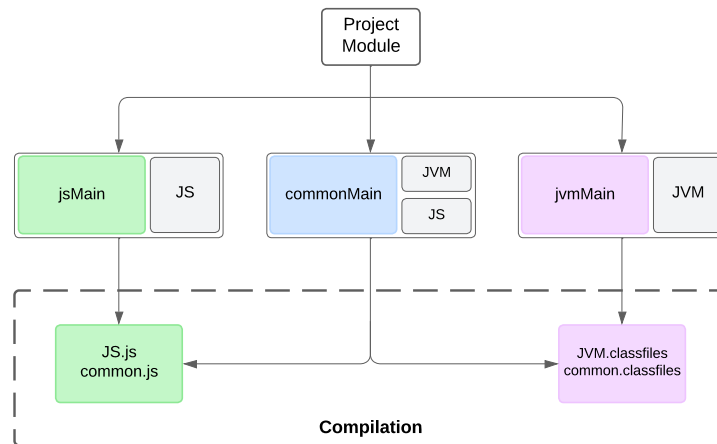 Project
Module
jsMain
JS
commonMain
JVM
JS
jvmMain
JVM
JS.js
common.js
JVM.classfiles
common.classfiles
Compilation